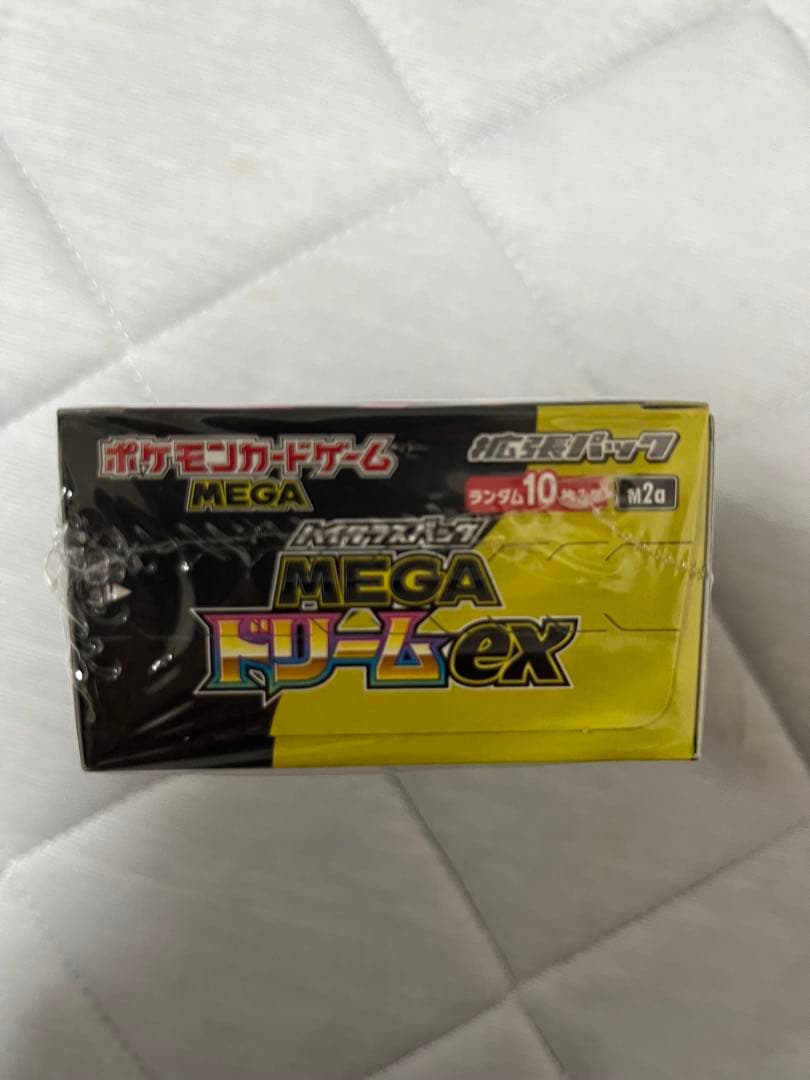 ポケモンカードゲーム
MEGA
拡張パック
ランダム10枚入り
M2a
ハイクラスパック
MEGA
ドリームex